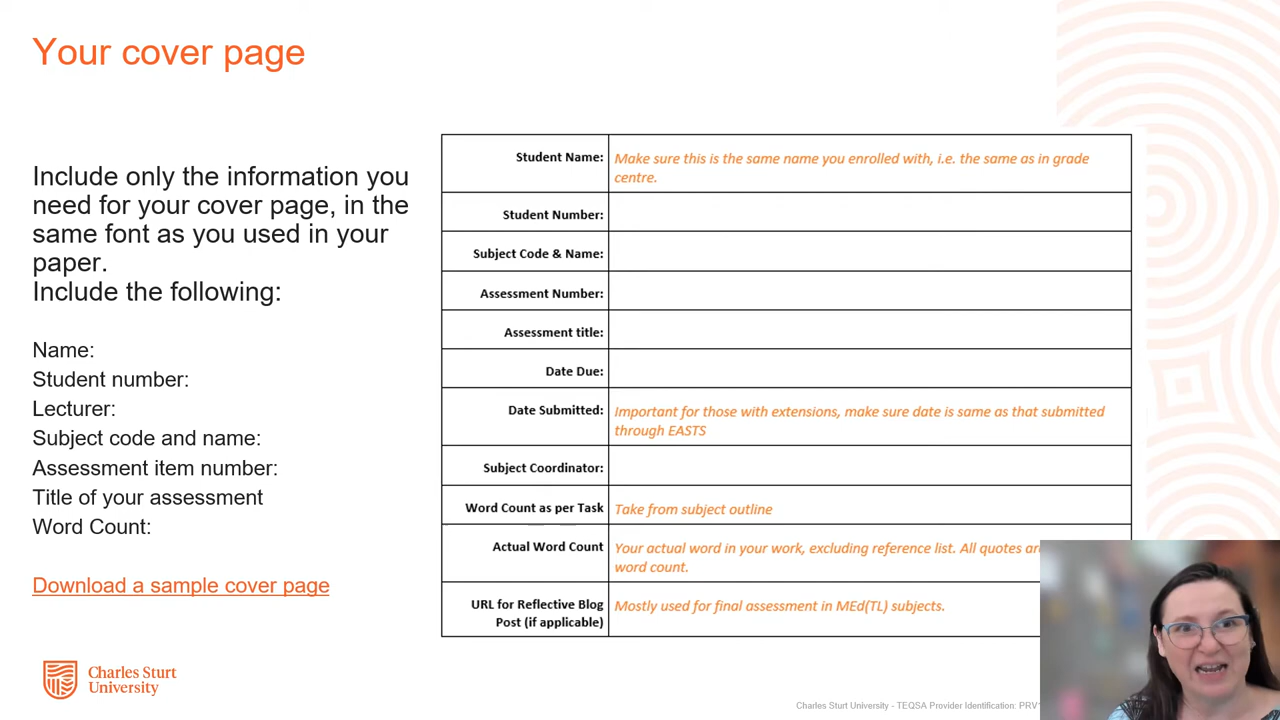 Your cover page
Include only the information you
need for your cover page, in the
same font as you used in your
paper.
Include the following:
Name:
Student number:
Lecturer:
Subject code and name:
Assessment item number:
Title of your assessment
Word Count:
Download a sample cover page
Student Name: Make sure this is the same name you enrolled with, i.e. the same as in grade
centre.
Student Number:
Subject Code & Name:
Assessment Number:
Assessment title:
Date Due:
Date Submitted: Important for those with extensions, make sure date is same as that submitted
through EASTS
Subject Coordinator:
Word Count as per Task Take from subject outline
Actual Word Count Your actual word in your work, excluding reference list. All quotes
word count.
URL for Reflective Blog Mostly used for final assessment in MEd(TL) subjects.
Post (if applicable)
Charles Sturt
University
Charles Sturt University - TEQSA Provider Identification: